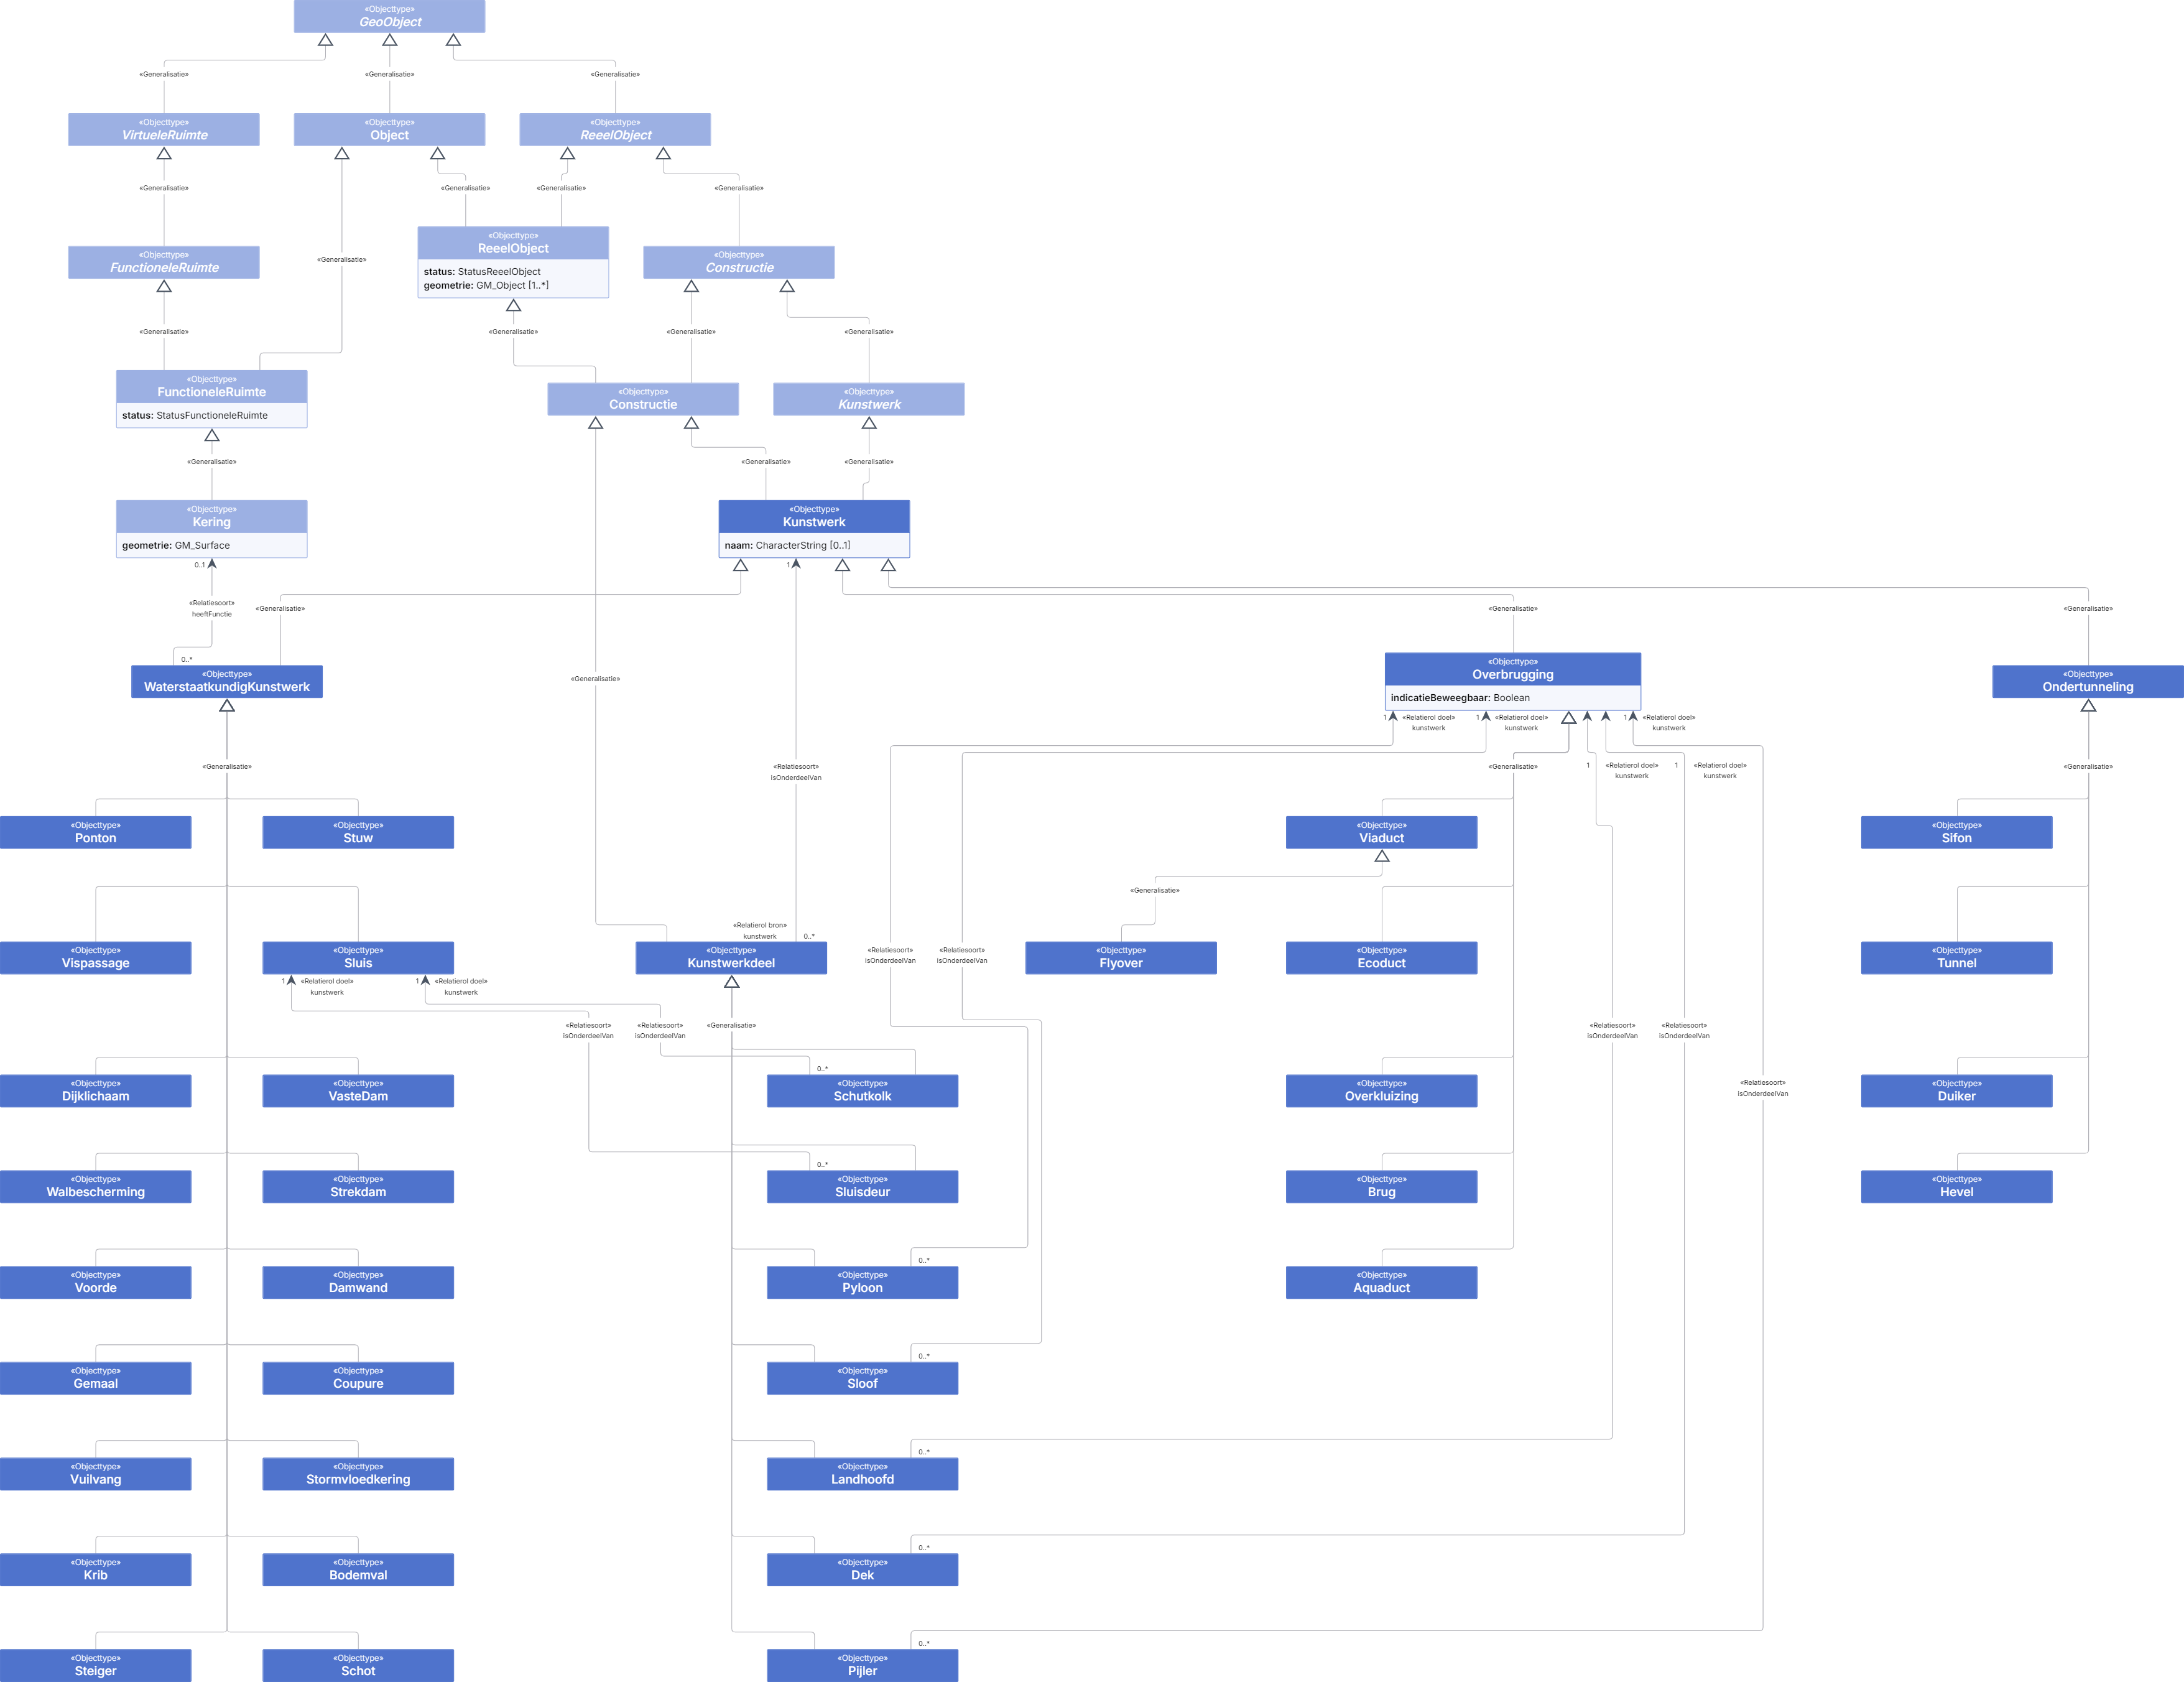 «Objecttype»
GeoObject
«Generalisatie»
«Generalisatie»
«Generalisatie»
«Objecttype»
VirtueleRuimte
«Objecttype»
Object
«Objecttype»
ReeelObject
«Generalisatie»
«Generalisatie»
«Generalisatie»
«Generalisatie»
«Objecttype»
ReeelObject
status: StatusReeelObject
geometrie: GM_Object [1..*]
«Objecttype»
FunctioneleRuimte
«Generalisatie»
«Objecttype»
Constructie
«Generalisatie»
«Generalisatie»
«Generalisatie»
«Generalisatie»
«Objecttype»
FunctioneleRuimte
status: StatusFunctioneleRuimte
«Objecttype»
Constructie
«Objecttype»
Kunstwerk
«Generalisatie»
«Generalisatie»
«Generalisatie»
«Objecttype»
Kering
geometrie: GM_Surface
«Objecttype»
Kunstwerk
naam: CharacterString [0..1]
0..1
1
«Relatiesoort»
heeftFunctie
«Generalisatie»
«Generalisatie»
«Generalisatie»
0..*
«Objecttype»
WaterstaatkundigKunstwerk
«Generalisatie»
«Objecttype»
Overbrugging
indicatieBeweegbaar: Boolean
«Objecttype»
Ondertunneling
1
«Relatierol doel»
kunstwerk
1
«Relatierol doel»
kunstwerk
1
«Relatierol doel»
kunstwerk
«Generalisatie»
«Relatiesoort»
isOnderdeelVan
«Generalisatie»
1
«Relatierol doel»
kunstwerk
1
«Relatierol doel»
kunstwerk
«Generalisatie»
«Objecttype»
Ponton
«Objecttype»
Stuw
«Objecttype»
Viaduct
«Objecttype»
Sifon
«Generalisatie»
«Relatierol bron»
kunstwerk
0..*
«Objecttype»
Vispassage
«Objecttype»
Sluis
«Objecttype»
Kunstwerkdeel
«Relatiesoort»
isOnderdeelVan
«Relatiesoort»
isOnderdeelVan
«Objecttype»
Flyover
«Objecttype»
Ecoduct
«Objecttype»
Tunnel
1
«Relatierol doel»
kunstwerk
1
«Relatierol doel»
kunstwerk
«Relatiesoort»
isOnderdeelVan
«Relatiesoort»
isOnderdeelVan
«Generalisatie»
«Relatiesoort»
isOnderdeelVan
«Relatiesoort»
isOnderdeelVan
0..*
«Objecttype»
Dijklichaam
«Objecttype»
VasteDam
«Objecttype»
Schutkolk
«Objecttype»
Overkluizing
«Relatiesoort»
isOnderdeelVan
«Objecttype»
Duiker
0..*
«Objecttype»
Walbescherming
«Objecttype»
Strekdam
«Objecttype»
Sluisdeur
«Objecttype»
Brug
«Objecttype»
Hevel
0..*
«Objecttype»
Voorde
«Objecttype»
Damwand
«Objecttype»
Pyloon
«Objecttype»
Aquaduct
0..*
«Objecttype»
Gemaal
«Objecttype»
Coupure
«Objecttype»
Sloof
0..*
«Objecttype»
Vuilvang
«Objecttype»
Stormvloedkering
«Objecttype»
Landhoofd
0..*
«Objecttype»
Krib
«Objecttype»
Bodemval
«Objecttype»
Dek
0..*
«Objecttype»
Steiger
«Objecttype»
Schot
«Objecttype»
Pijler